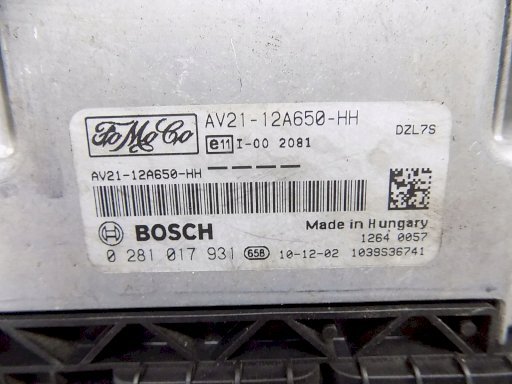 FoMoCo AV21-12A650-HH DZL7S
e11 I-00 2081
AV21-12A650-HH
Made in Hungary
BOSCH 1264 0057
0 281 017 931 658 10-12-02 1039S36741